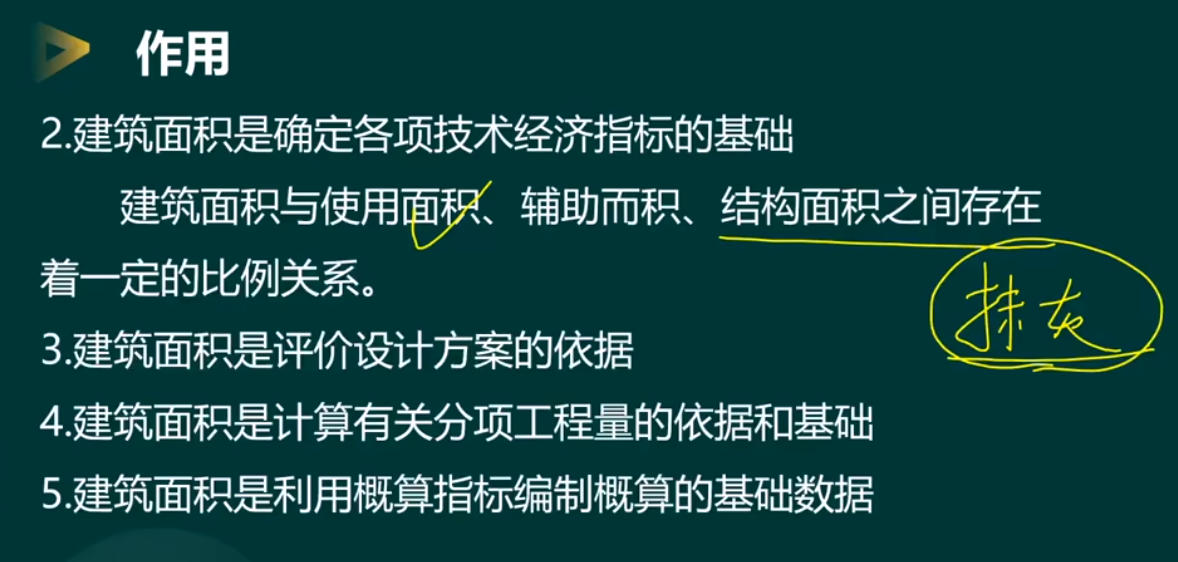 作用
2.建筑面积是确定各项技术经济指标的基础
建筑面积与使用面积、辅助而积、结构面积之间存在
着一定的比例关系。
抹灰
3.建筑面积是评价设计方案的依据
4.建筑面积是计算有关分项工程量的依据和基础
5.建筑面积是利用概算指标编制概算的基础数据